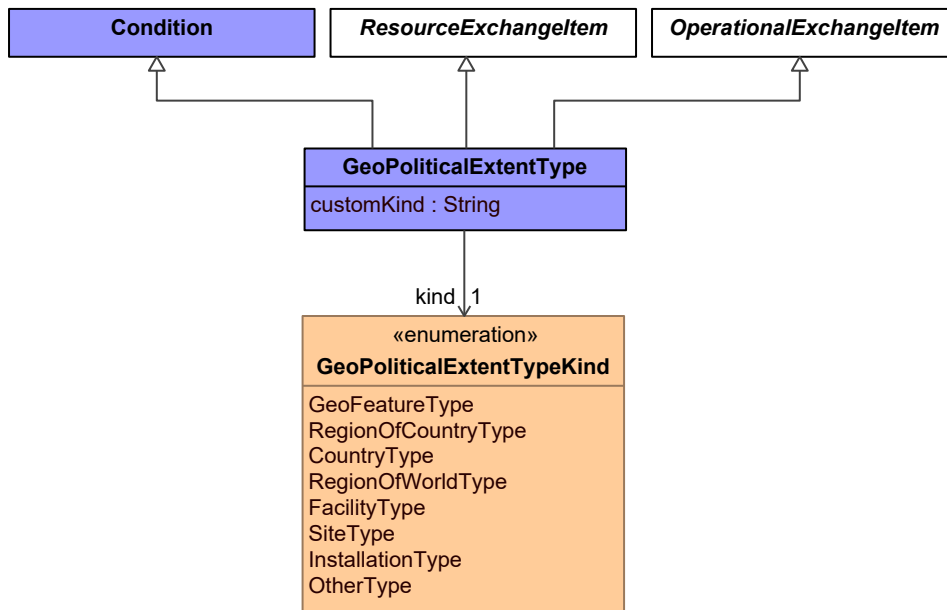 Condition
ResourceExchangeItem
OperationalExchangeItem
GeoPoliticalExtentType
customKind : String
kind 1
«enumeration»
GeoPoliticalExtentTypeKind
GeoFeatureType
RegionOfCountryType
CountryType
RegionOfWorldType
FacilityType
SiteType
InstallationType
OtherType